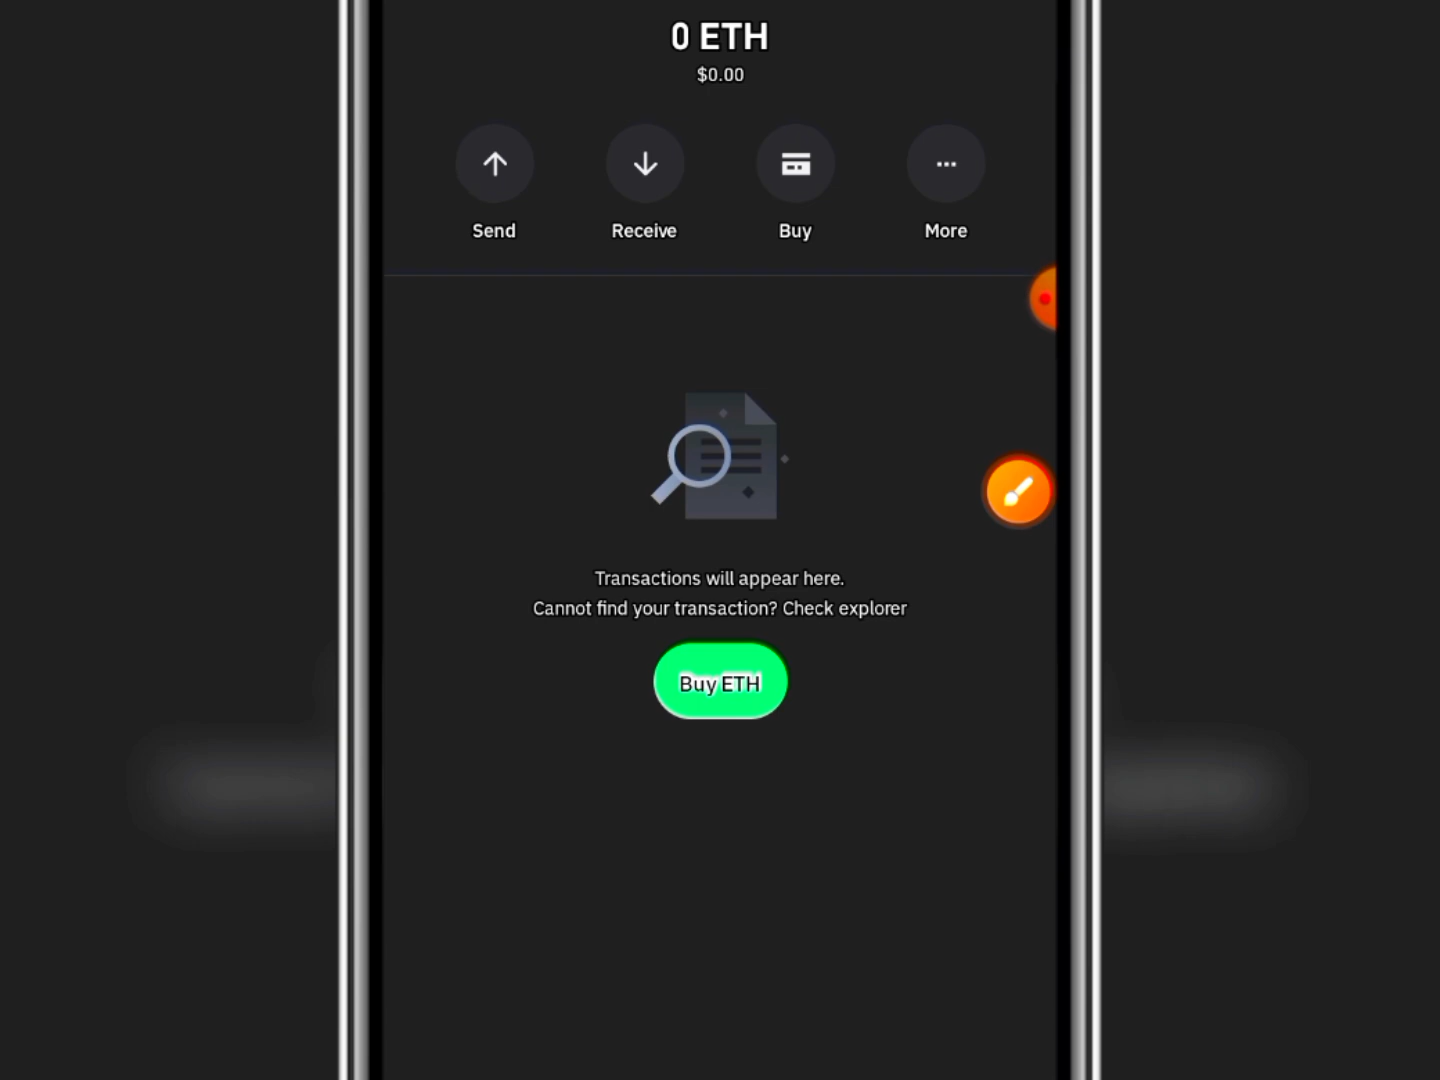 0 ETH
$0.00
Send
Receive
Buy
More
Transactions will appear here.
Cannot find your transaction? Check explorer
Buy ETH